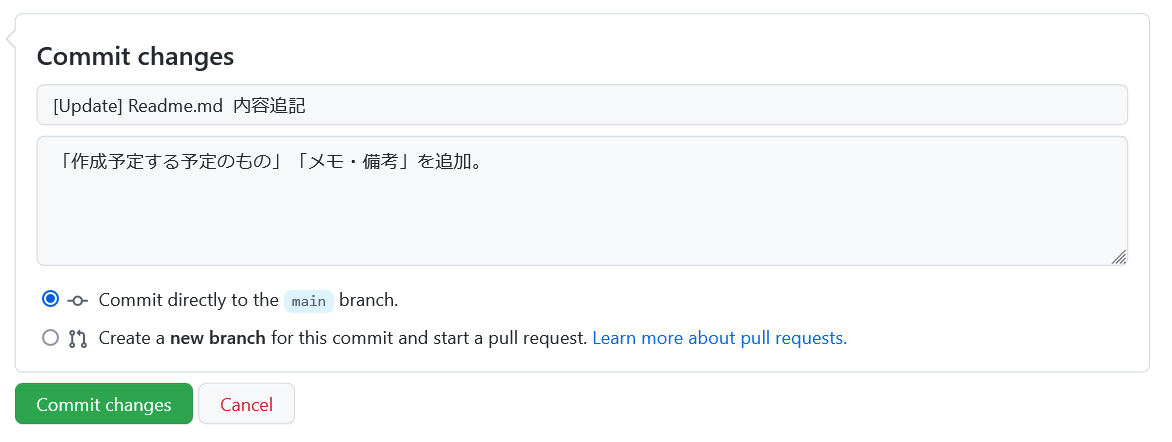 Commit changes
[Update] Readme.md  内容追記
「作成予定する予定のもの」「メモ・備考」を追加。
Commit directly to the main branch.
Create a new branch for this commit and start a pull request. Learn more about pull requests.
Commit changes
Cancel